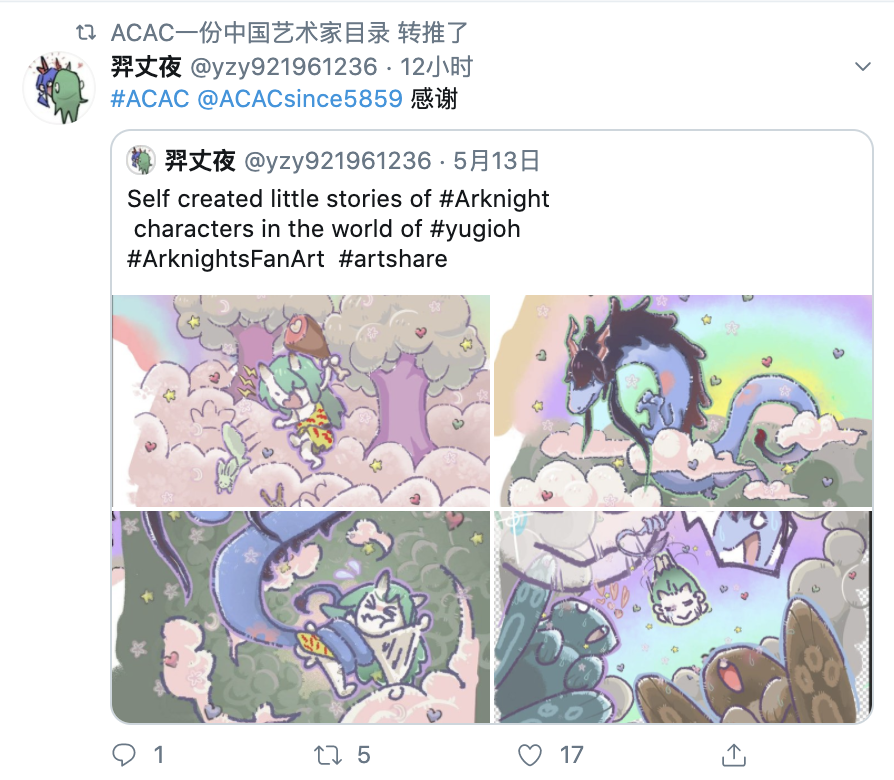 ACAC一份中国艺术家目录 转推了
羿丈夜 @yzy921961236 · 12小时
#ACAC @ACACsince5859 感谢
羿丈夜 @yzy921961236 · 5月13日
Self created little stories of #Arknight
characters in the world of #yugioh
#ArknightsFanArt #artshare
1 5 17